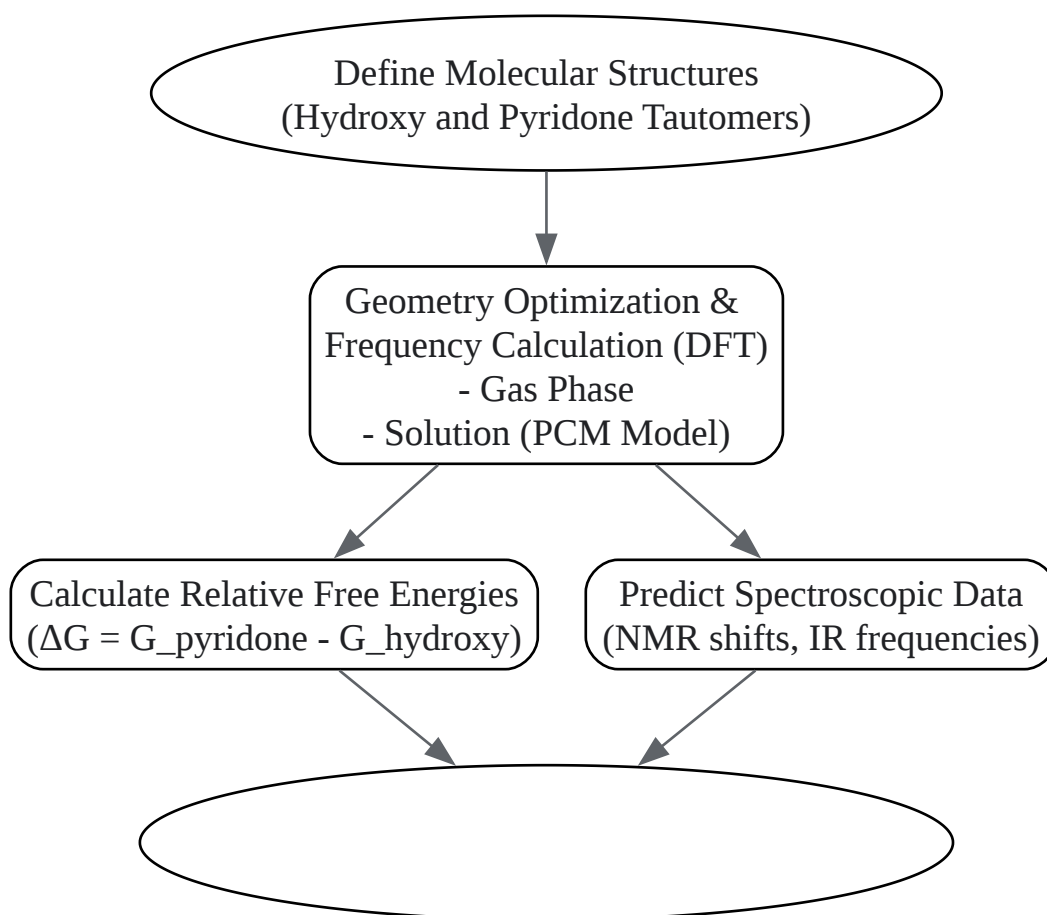 Define Molecular Structures
(Hydroxy and Pyridone Tautomers)
Geometry Optimization &
Frequency Calculation (DFT)
- Gas Phase
- Solution (PCM Model)
Calculate Relative Free Energies
(ΔG = G_pyridone - G_hydroxy)
Predict Spectroscopic Data
(NMR shifts, IR frequencies)